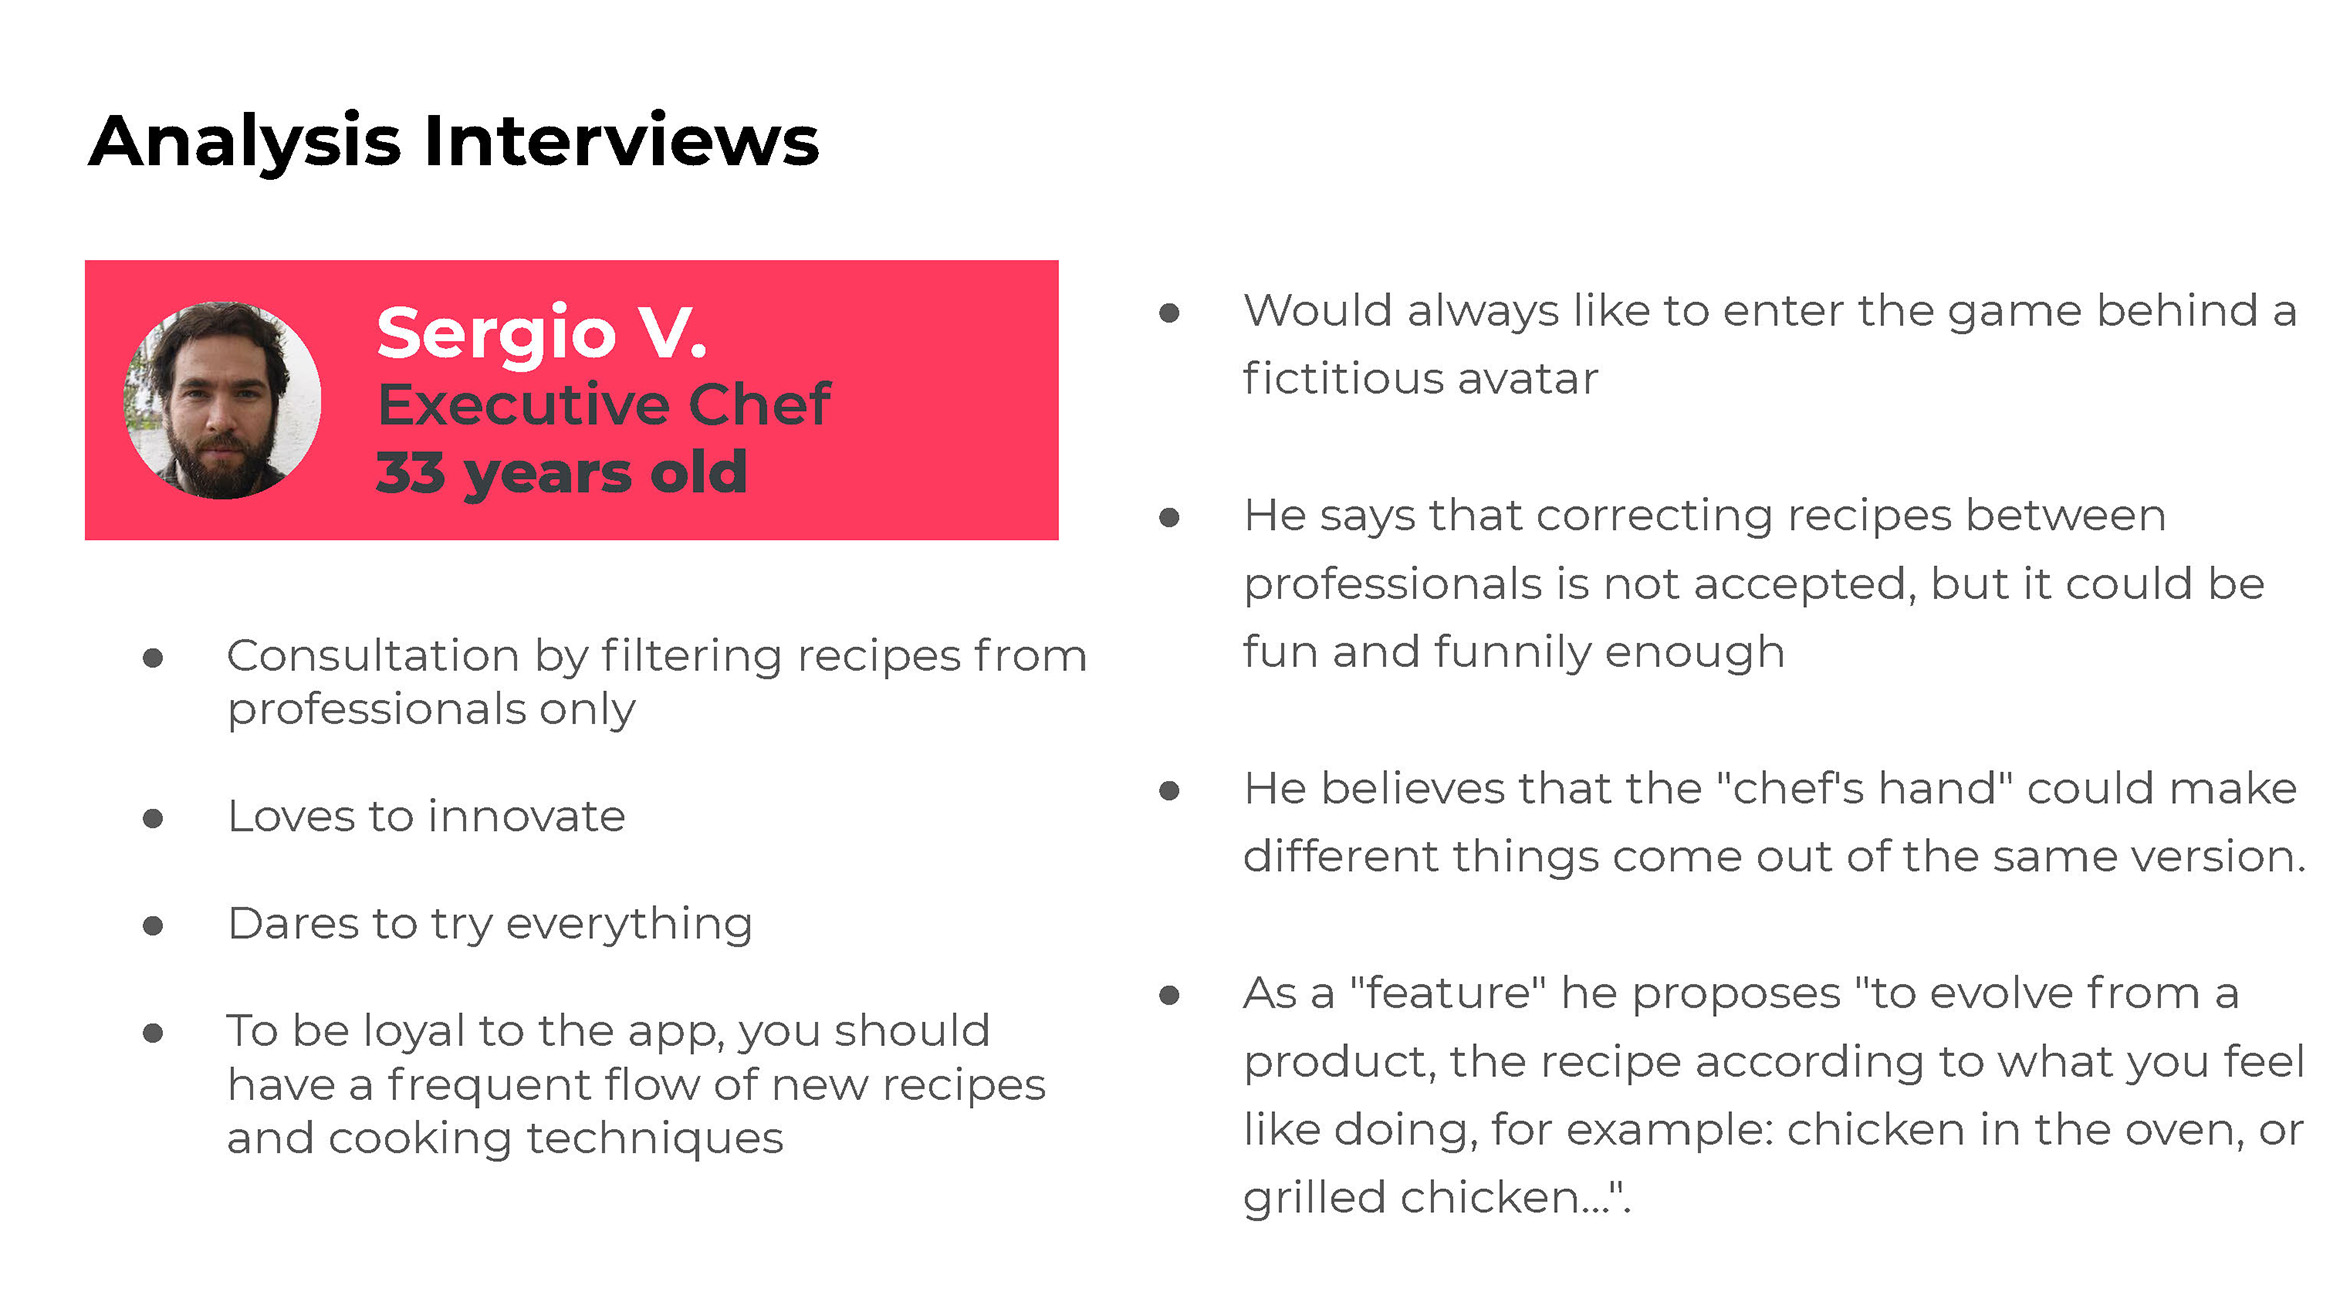 Analysis Interviews
Sergio V.
Executive Chef
33 years old
● Consultation by filtering recipes from
professionals only
● Loves to innovate
● Dares to try everything
● To be loyal to the app, you should
have a frequent flow of new recipes
and cooking techniques
● Would always like to enter the game behind a
fictitious avatar
● He says that correcting recipes between
professionals is not accepted, but it could be
fun and funnily enough
● He believes that the "chef's hand" could make
different things come out of the same version.
● As a "feature" he proposes "to evolve from a
product, the recipe according to what you feel
like doing, for example: chicken in the oven, or
grilled chicken...".